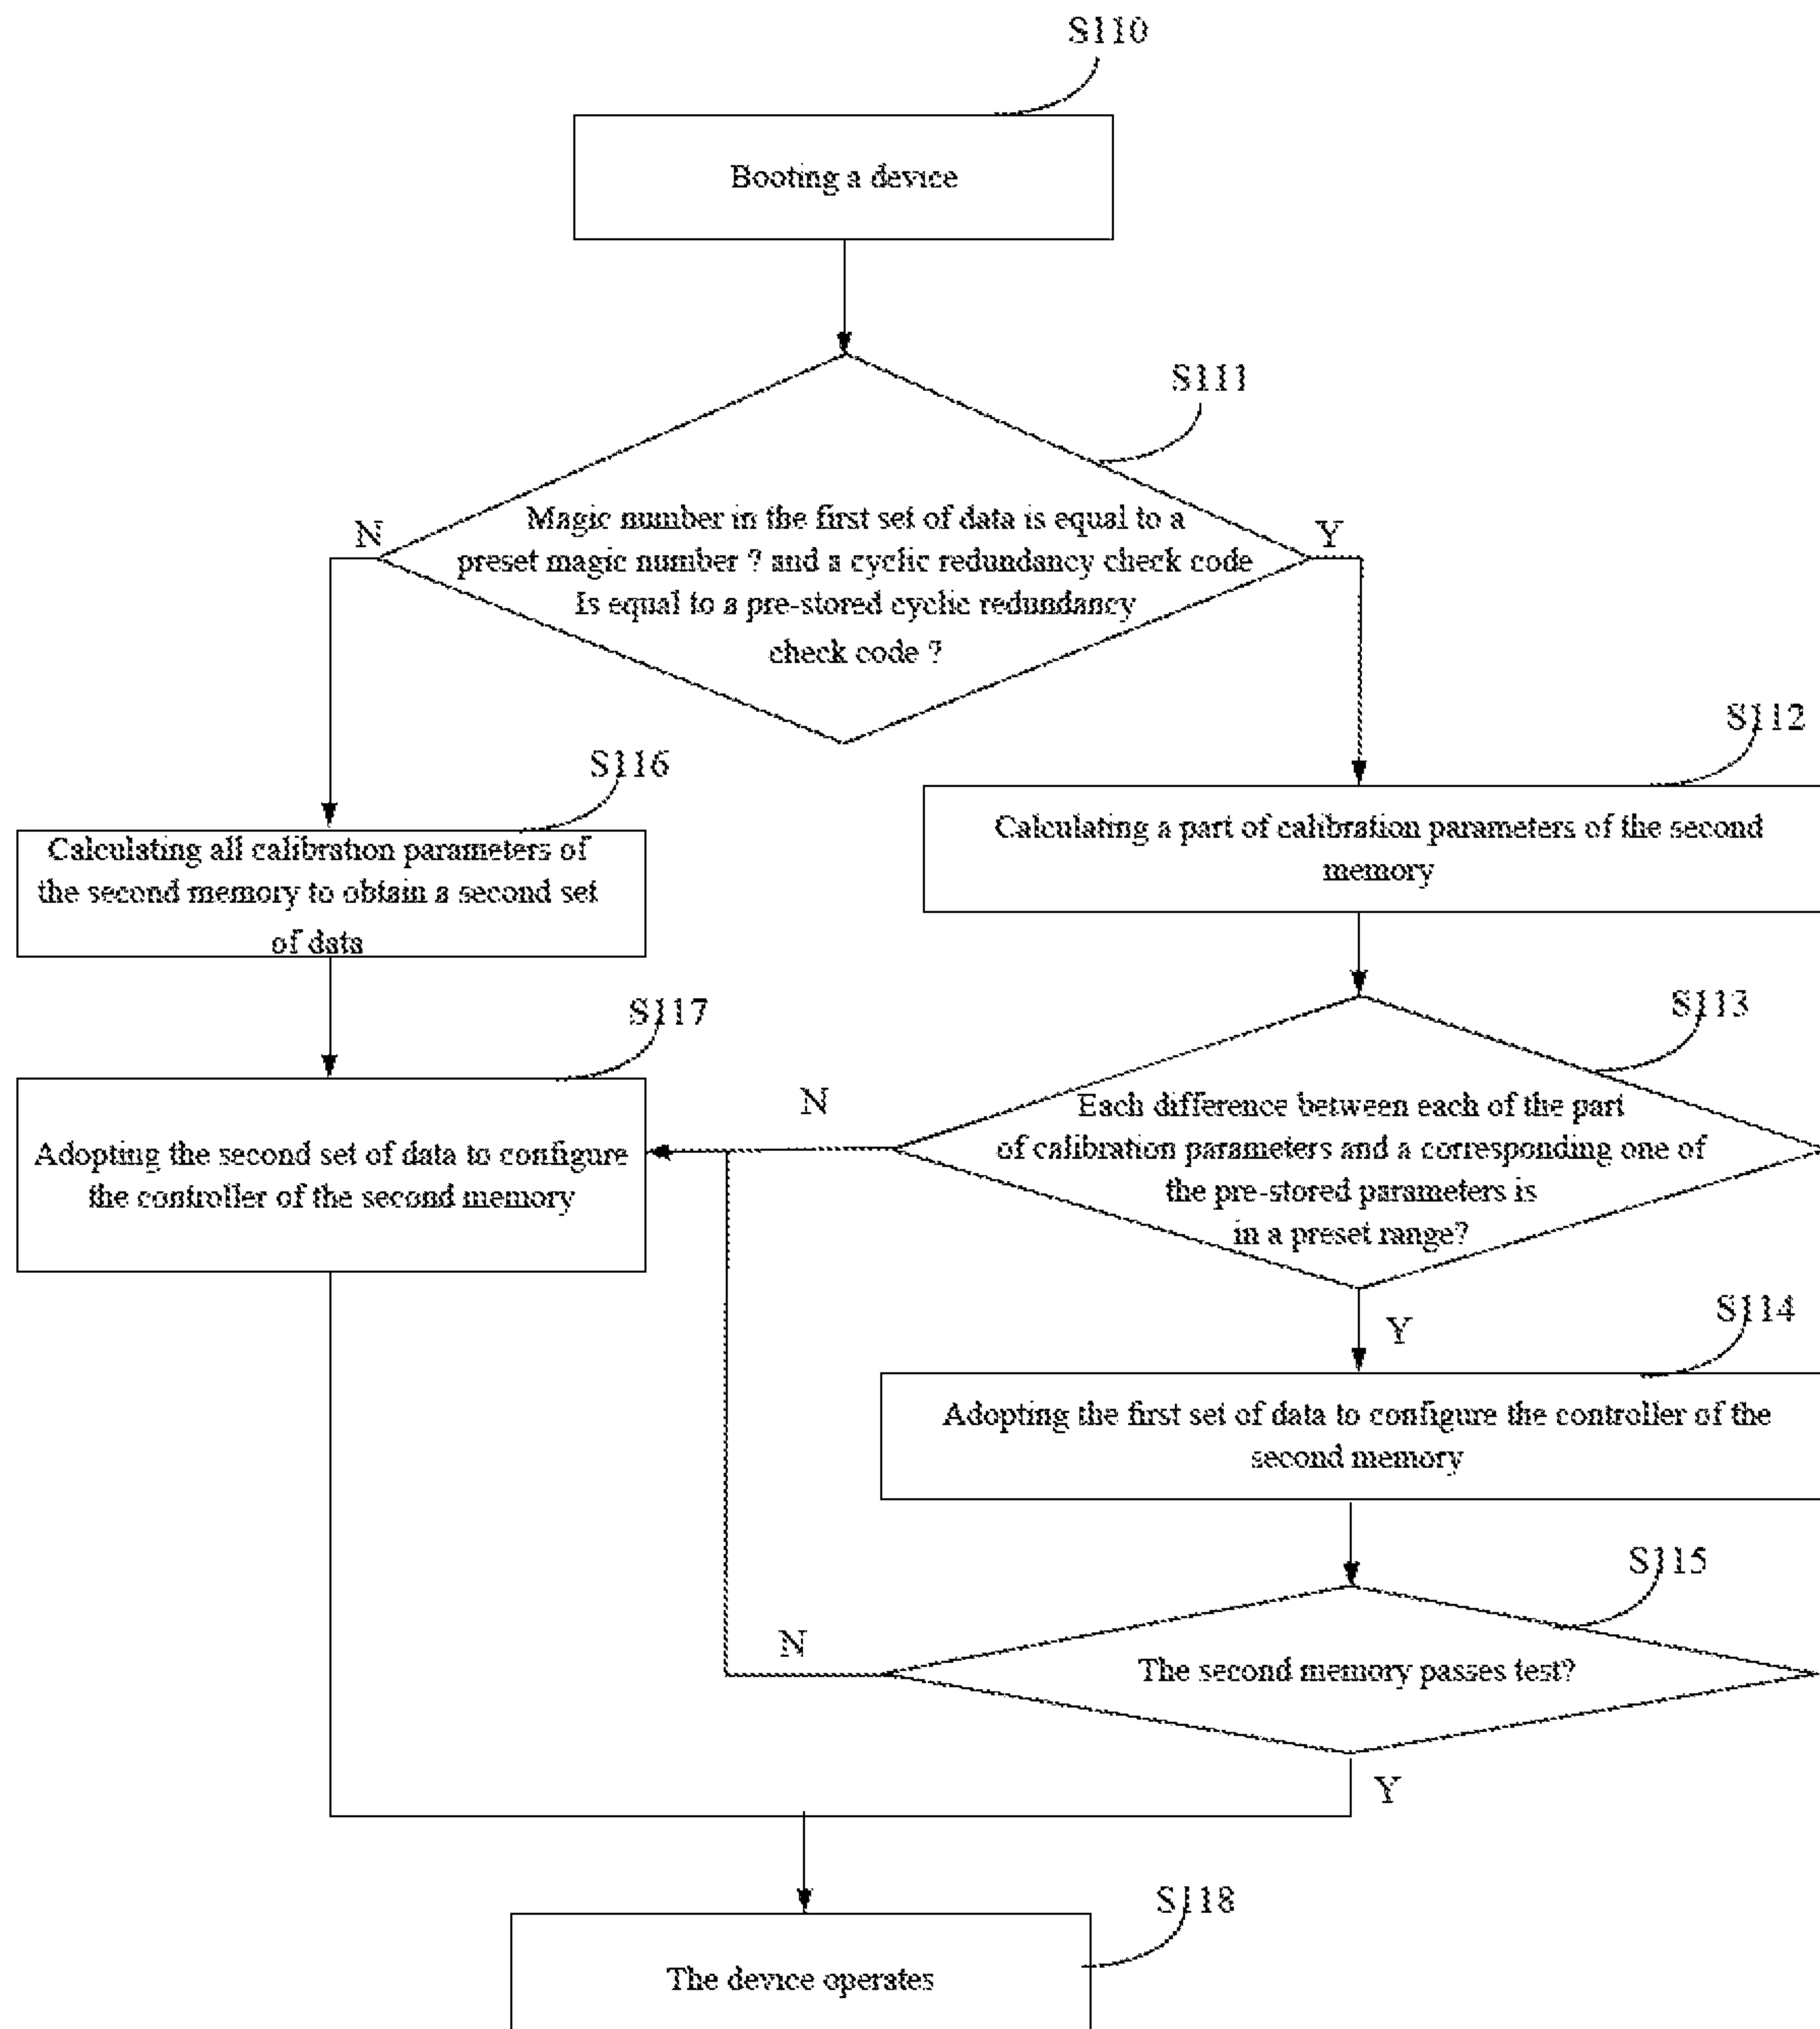 S110
Booting a device
S111
N
Y
Magic number in the first set of data is equal to a
preset magic number ? and a cyclic redundancy check code
Is equal to a pre-stored cyclic redundancy
check code ?
S112
S116
Calculating a part of calibration parameters of the second
memory
Calculating all calibration parameters of
the second memory to obtain a second set
of data
S113
S117
N
Each difference between each of the part
of calibration parameters and a corresponding one of
the pre-stored parameters is
in a preset range?
Adopting the second set of data to configure
the controller of the second memory
Y
S114
Adopting the first set of data to configure the controller of the
second memory
S115
N
The second memory passes test?
Y
S118
The device operates